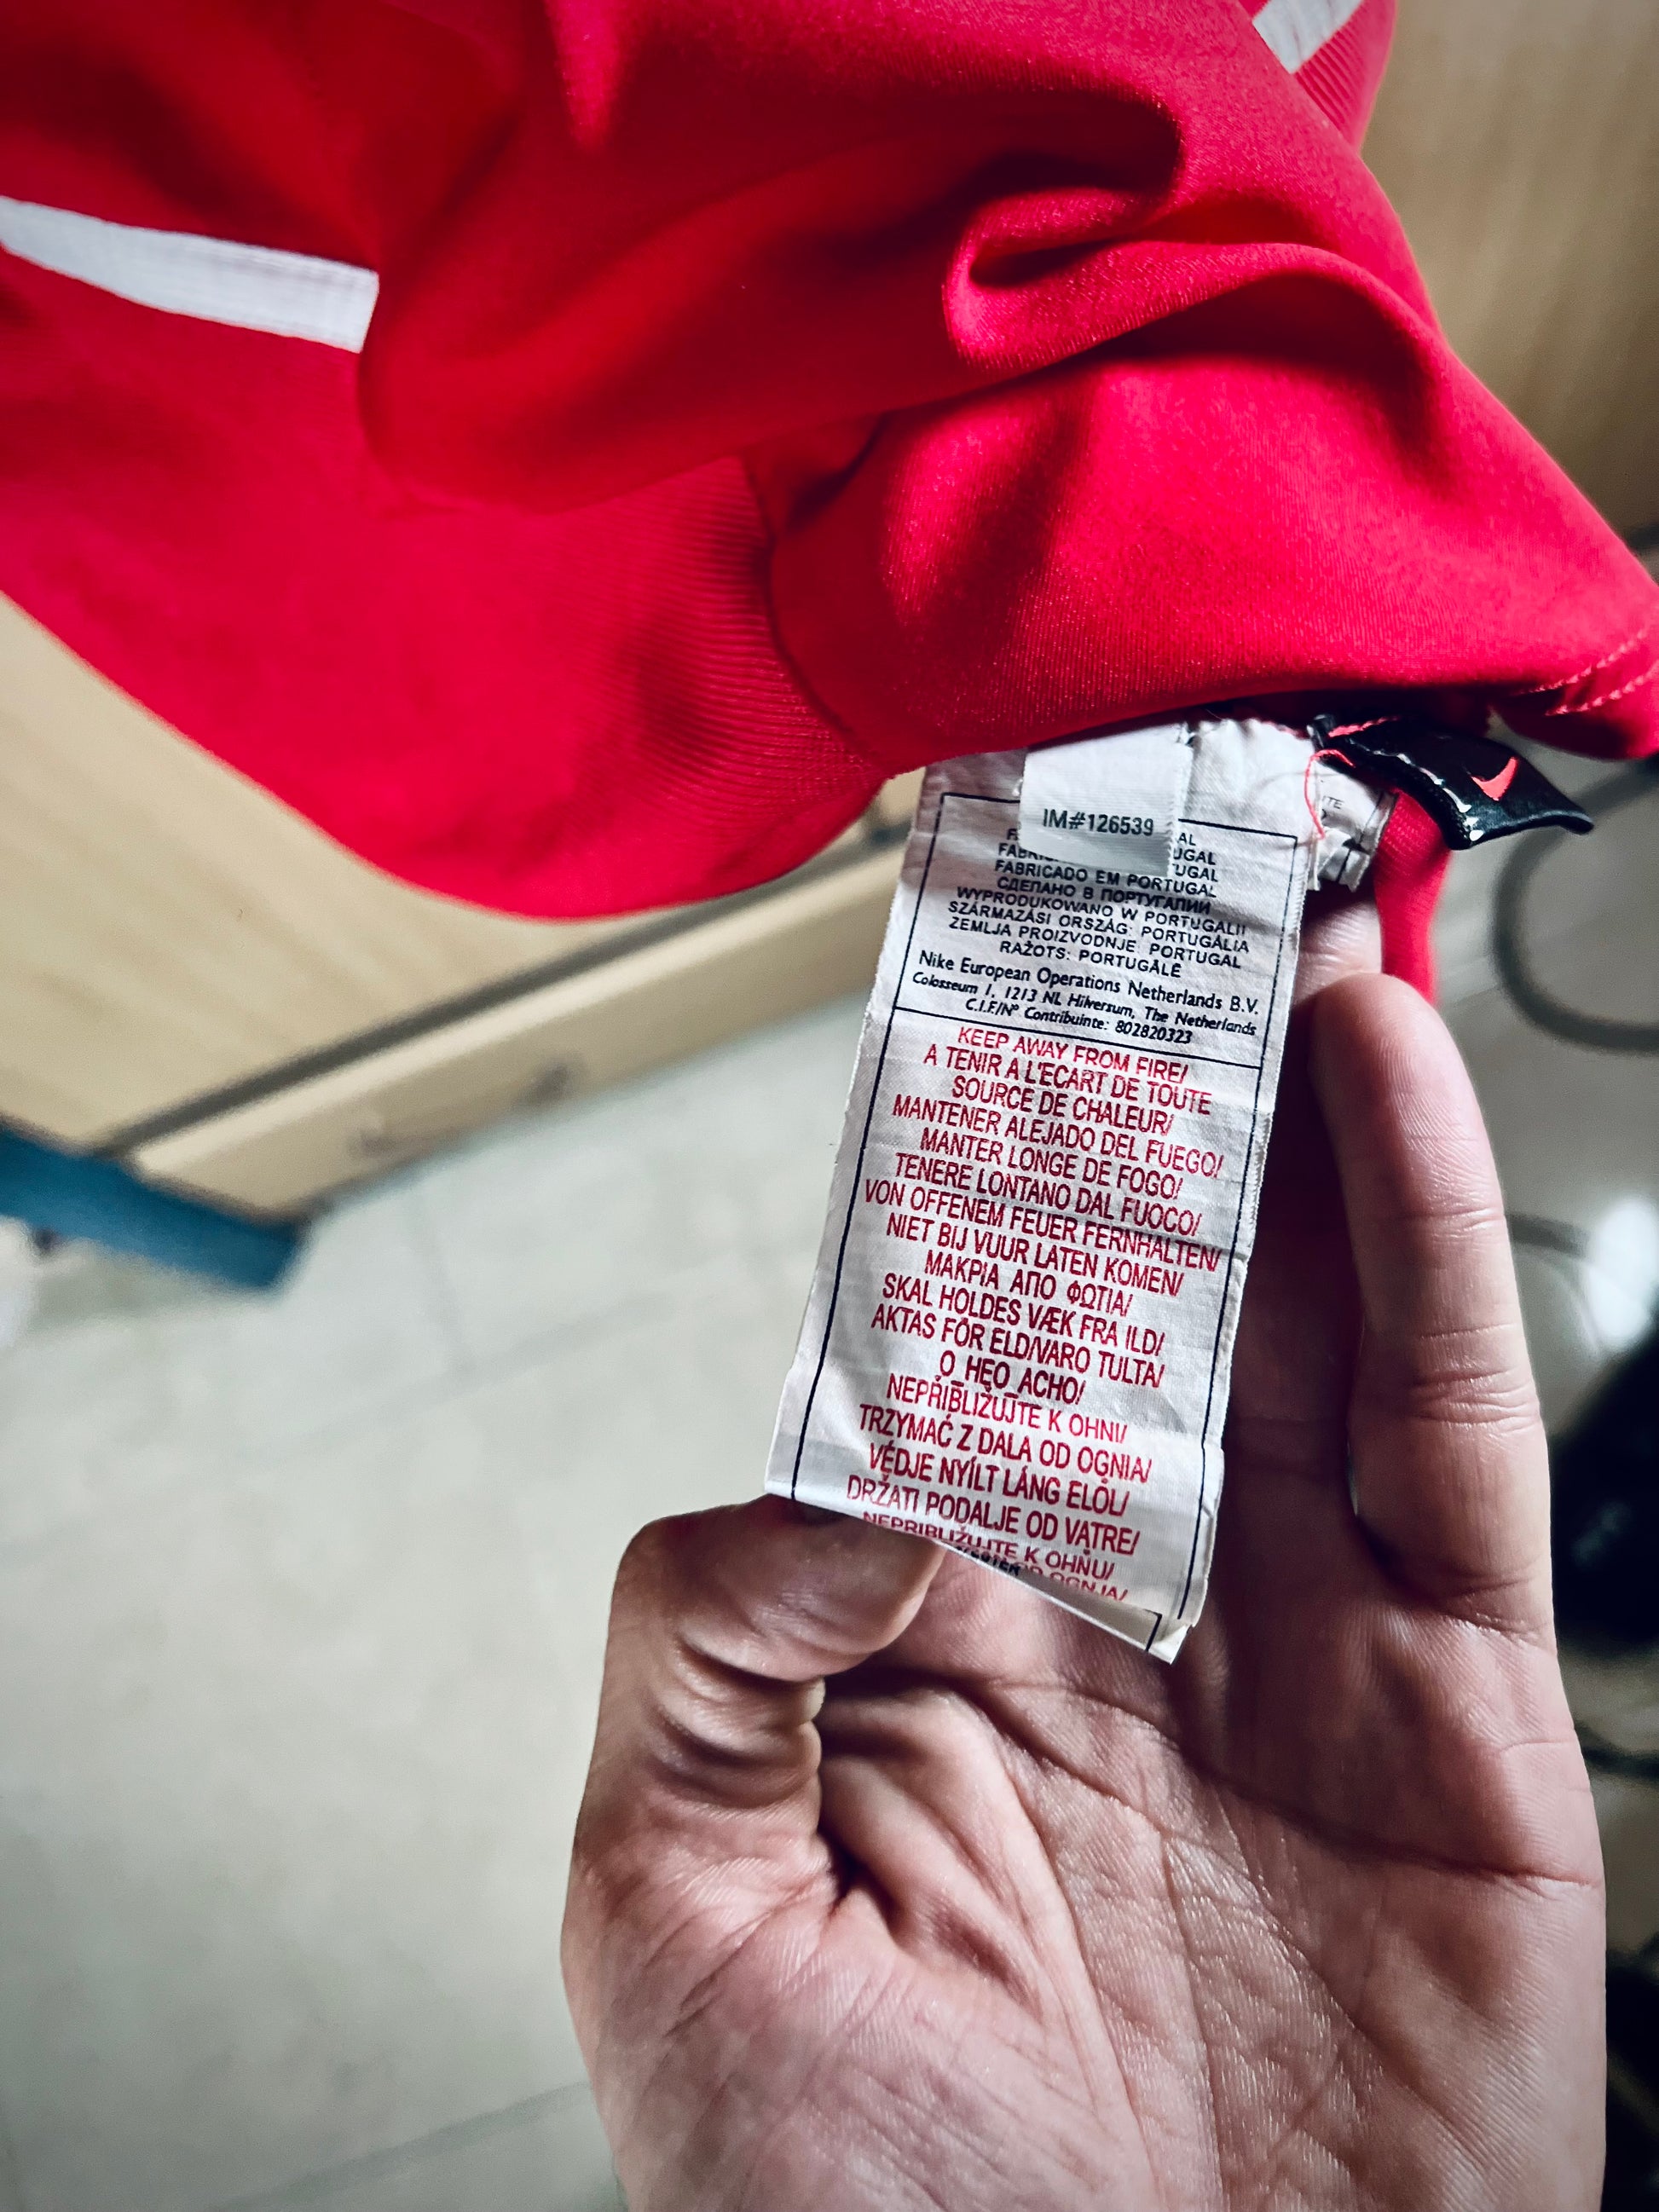 IM#126539
AL
UGAL
TUGAL
FABRICADO EM PORTUGAL
СДЕЛАНО В ПОРТУГАЛИИ
WYPRODUKOWANO W PORTUGALII
SZÁRMAZÁSI ORSZÁG: PORTUGÁLIA
ZEMLJA PROIZVODNJE: PORTUGAL
RAŽOTS: PORTUGĀLĒ
Nike European Operations Netherlands B.V.
Colosseum 1, 1213 NL Hilversum, The Netherlands
C.I.F./Nº Contribuinte: 802820323
KEEP AWAY FROM FIRE/
A TENIR A L'ECART DE TOUTE
SOURCE DE CHALEUR/
MANTENER ALEJADO DEL FUEGO/
MANTER LONGE DE FOGO/
TENERE LONTANO DAL FUOCO/
VON OFFENEM FEUER FERNHALTEN/
NIET BIJ VUUR LATEN KOMEN/
ΜΑΚΡΙΑ ΑΠΟ ΦΩΤΙΑ/
SKAL HOLDES VÆK FRA ILD/
AKTAS FÖR ELD/VARO TULTA/
NEPŘIBLIŽUJTE K OHNI/
TRZYMAĆ Z DALA OD OGNIA/
VÉDJE NYÍLT LÁNG ELŐL/
DRŽATI PODALJE OD VATRE/
NEPRIBLIŽUJTE K OHŇU/
OGNJA/